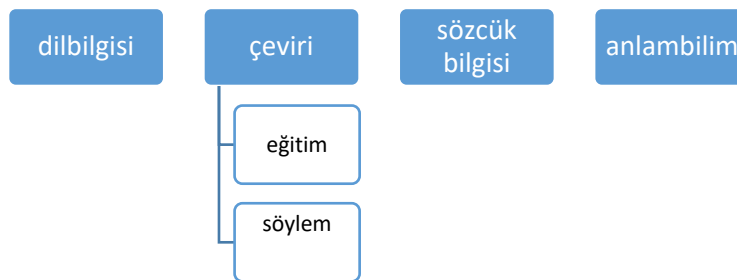 dilbilgisi
çeviri
sözcük
bilgisi
anlambilim
eğitim
söylem